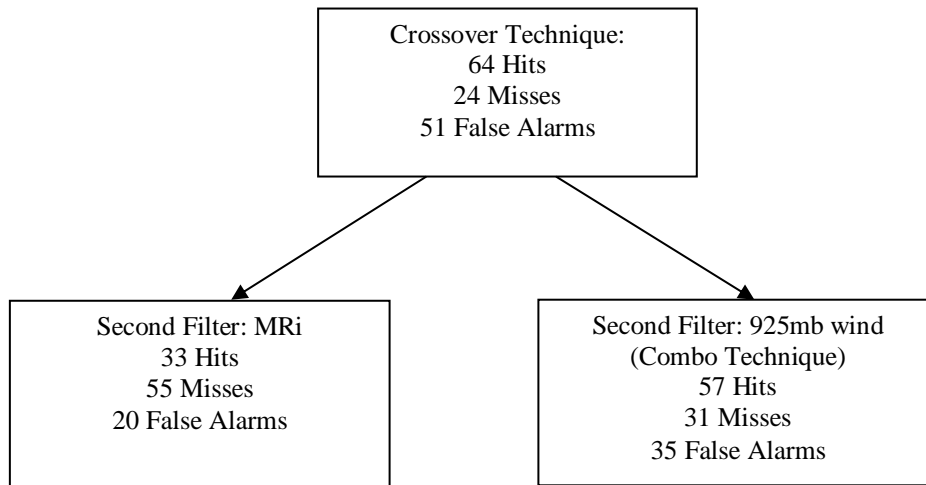 Crossover Technique:
64 Hits
24 Misses
51 False Alarms
Second Filter: MRi
33 Hits
55 Misses
20 False Alarms
Second Filter: 925mb wind
(Combo Technique)
57 Hits
31 Misses
35 False Alarms